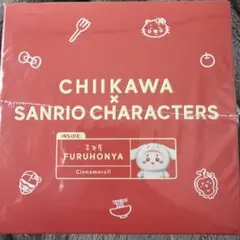 CHIIKAWA
×
SANRIO CHARACTERS
INSIDE:
FURUHONYA
Cinnamoroll